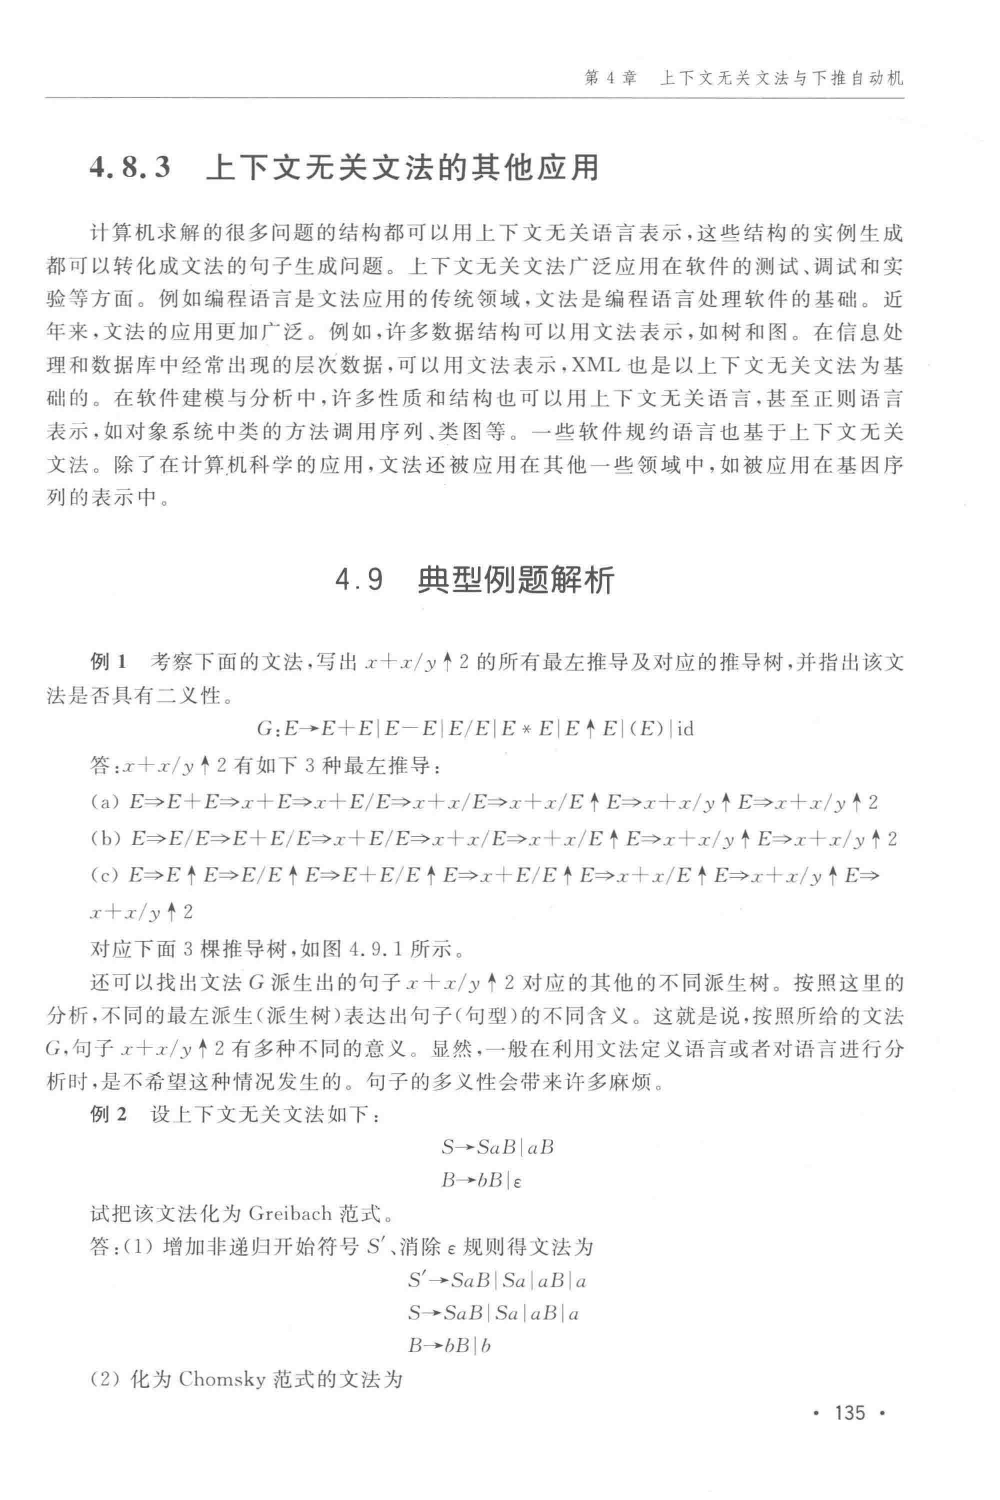 第 4 章 上下文无关文法与下推自动机
4.8.3 上下文无关文法的其他应用
计算机求解的很多问题的结构都可以用上下文无关语言表示,这些结构的实例生成
都可以转化成文法的句子生成问题。上下文无关文法广泛应用在软件的测试、调试和实
验等方面。例如编程语言是文法应用的传统领域,文法是编程语言处理软件的基础。近
年来,文法的应用更加广泛。例如,许多数据结构可以用文法表示,如树和图。在信息处
理和数据库中经常出现的层次数据,可以用文法表示,XML 也是以上下文无关文法为基
础的。在软件建模与分析中,许多性质和结构也可以用上下文无关语言,甚至正则语言
表示,如对象系统中类的方法调用序列、类图等。一些软件规约语言也基于上下文无关
文法。除了在计算机科学的应用,文法还被应用在其他一些领域中,如被应用在基因序
列的表示中。
4.9 典型例题解析
例 1 考察下面的文法,写出 x+x/y↑2 的所有最左推导及对应的推导树,并指出该文
法是否具有二义性。
G:E→E+E|E−E|E/E|E*E|E↑E|(E)|id
答:x+x/y↑2 有如下 3 种最左推导:
(a) E⇒E+E⇒x+E⇒x+E/E⇒x+x/E⇒x+x/E↑E⇒x+x/y↑E⇒x+x/y↑2
(b) E⇒E/E⇒E+E/E⇒x+E/E⇒x+x/E⇒x+x/E↑E⇒x+x/y↑E⇒x+x/y↑2
(c) E⇒E↑E⇒E/E↑E⇒E+E/E↑E⇒x+E/E↑E⇒x+x/E↑E⇒x+x/y↑E⇒
x+x/y↑2
对应下面 3 棵推导树,如图 4.9.1 所示。
还可以找出文法 G 派生出的句子 x+x/y↑2 对应的其他的不同派生树。按照这里的
分析,不同的最左派生(派生树)表达出句子(句型)的不同含义。这就是说,按照所给的文法
G,句子 x+x/y↑2 有多种不同的意义。显然,一般在利用文法定义语言或者对语言进行分
析时,是不希望这种情况发生的。句子的多义性会带来许多麻烦。
例 2 设上下文无关文法如下:
S→SaB|aB
B→bB|ε
试把该文法化为 Greibach 范式。
答:(1) 增加非递归开始符号 S′、消除 ε 规则得文法为
S′→SaB|Sa|aB|a
S→SaB|Sa|aB|a
B→bB|b
(2) 化为 Chomsky 范式的文法为
· 135 ·